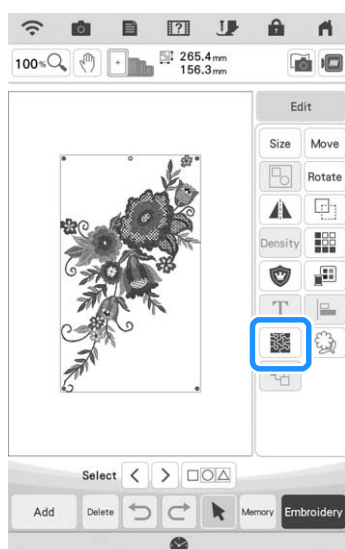 100%
265.4mm
156.3mm
Edit
Size Move
Rotate
Density
T
Select
Add Delete Memory Embroidery